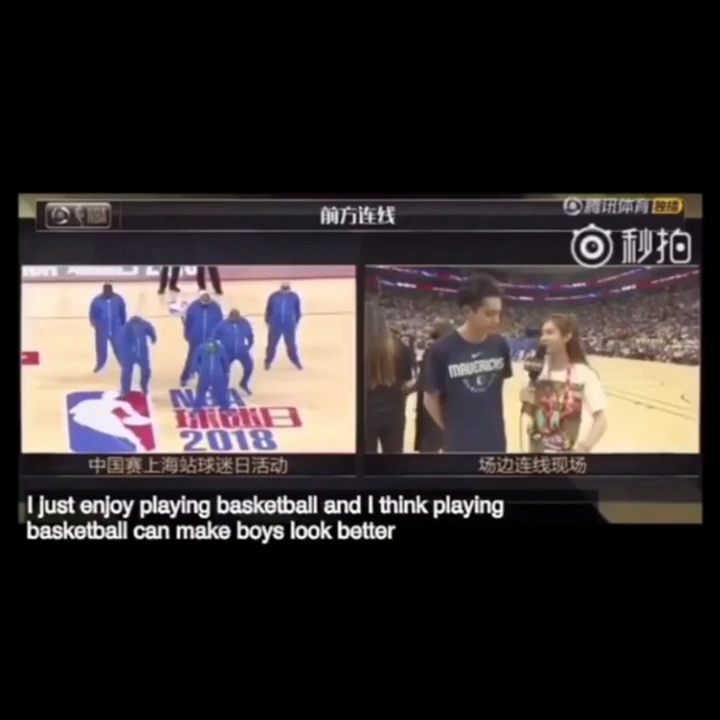 前方连线
腾讯体育 独播
秒拍
NBA
球迷日
2018
MAVERICKS
中国赛上海站球迷日活动
场边连线现场
I just enjoy playing basketball and I think playing
basketball can make boys look better